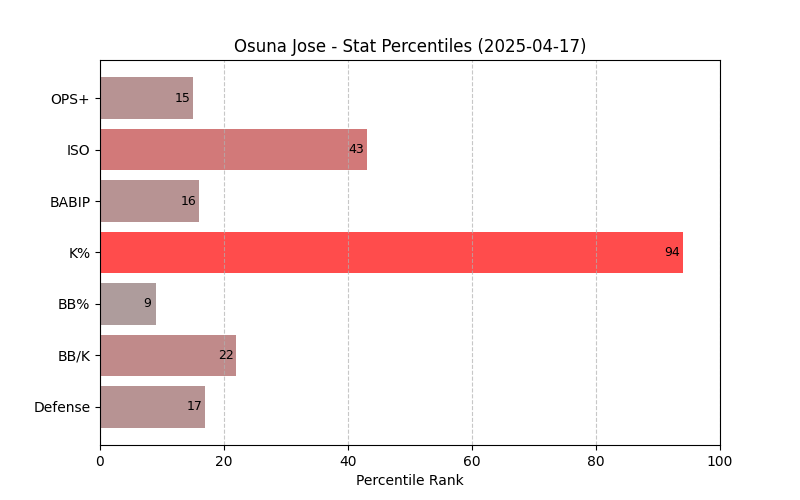 Osuna Jose - Stat Percentiles (2025-04-17)
OPS+ 15
ISO 43
BABIP 16
K% 94
BB% 9
BB/K 22
Defense 17
0 20 40 60 80 100
Percentile Rank